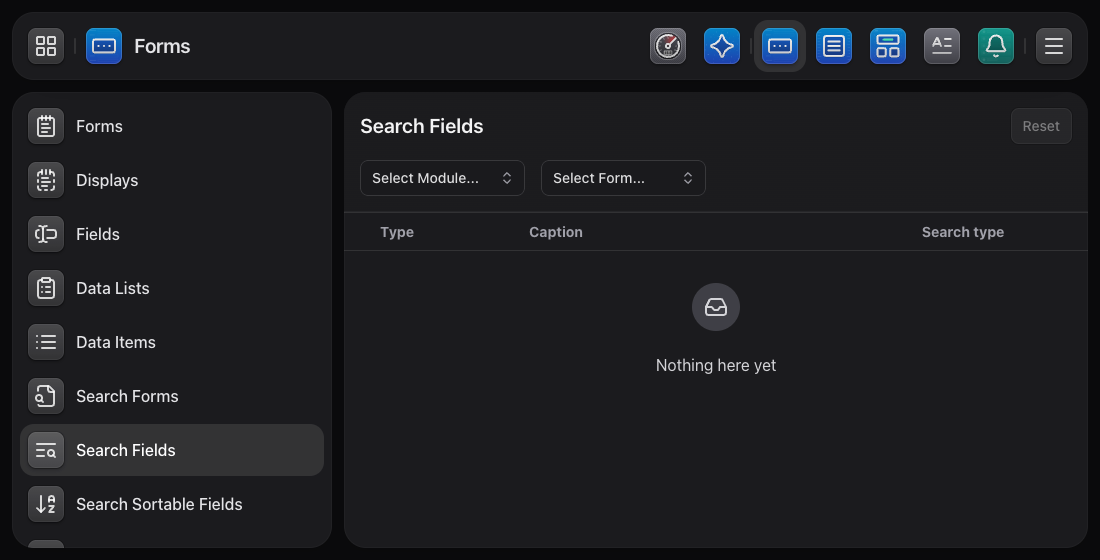 Forms
Forms
Displays
Fields
Data Lists
Data Items
Search Forms
Search Fields
Search Sortable Fields
Search Fields
Reset
Select Module...
Select Form...
Type
Caption
Search type
Nothing here yet